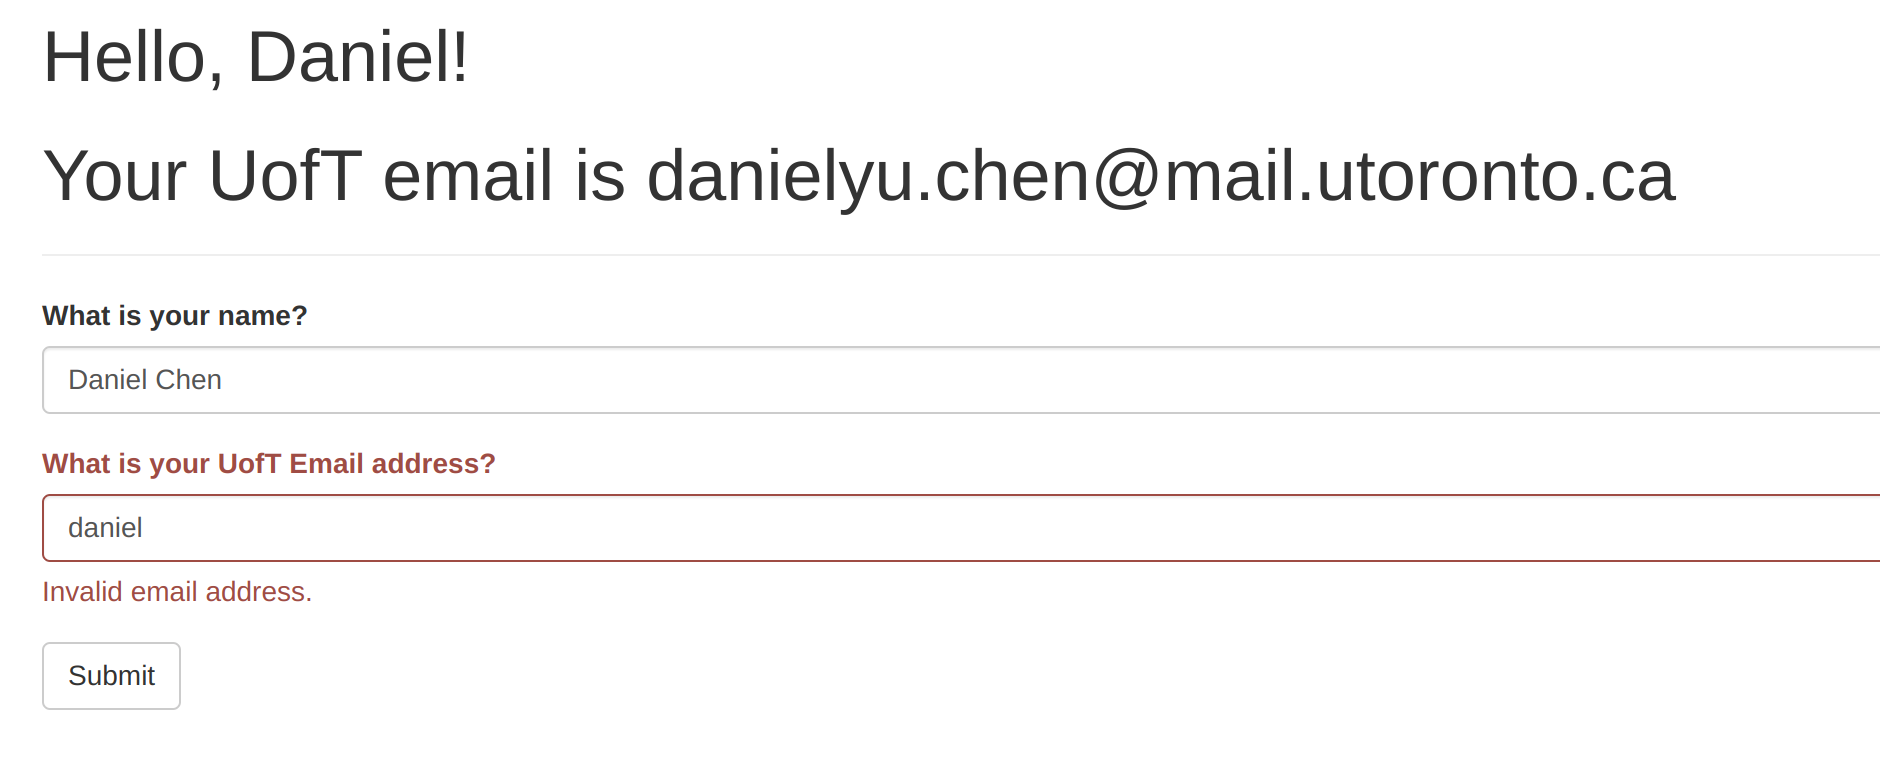 Hello, Daniel!
Your UofT email is danielyu.chen@mail.utoronto.ca
What is your name?
Daniel Chen
What is your UofT Email address?
daniel
Invalid email address.
Submit